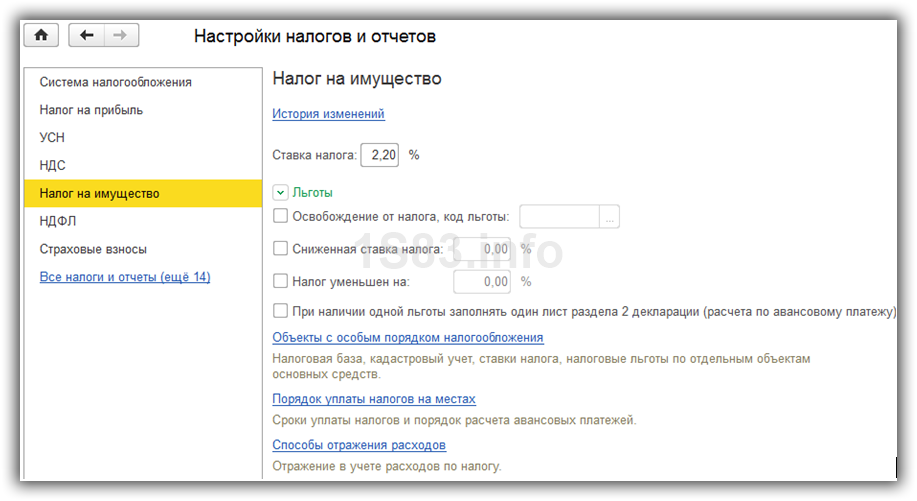 Настройки налогов и отчетов
Система налогообложения
Налог на прибыль
УСН
НДС
Налог на имущество
НДФЛ
Страховые взносы
Все налоги и отчеты (ещё 14)
Налог на имущество
История изменений
Ставка налога: 2,20 %
Льготы
Освобождение от налога, код льготы: ...
Сниженная ставка налога: 0,00 %
1S83.info
Налог уменьшен на: 0,00 %
При наличии одной льготы заполнять один лист раздела 2 декларации (расчета по авансовому платежу)
Объекты с особым порядком налогообложения
Налоговая база, кадастровый учет, ставки налога, налоговые льготы по отдельным объектам
основных средств.
Порядок уплаты налогов на местах
Сроки уплаты налогов и порядок расчета авансовых платежей.
Способы отражения расходов
Отражение в учете расходов по налогу.